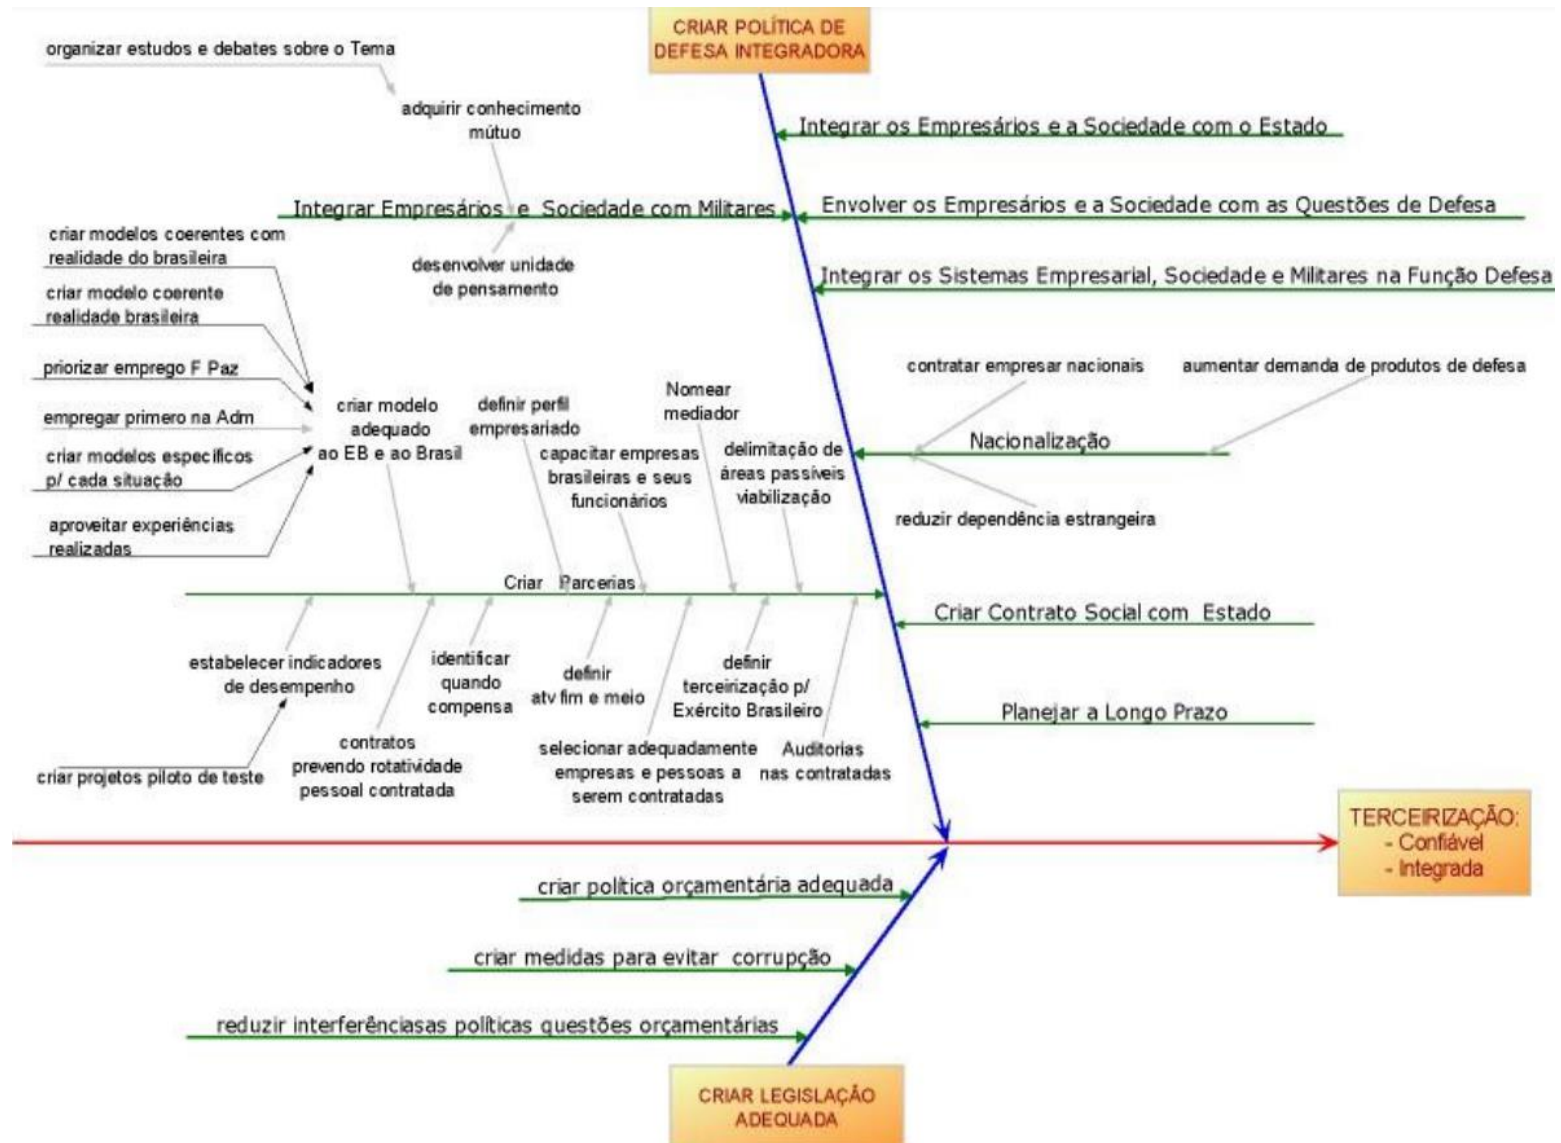 CRIAR POLÍTICA DE
DEFESA INTEGRADORA
organizar estudos e debates sobre o Tema
adquirir conhecimento
mútuo
Integrar os Empresários e a Sociedade com o Estado
Integrar Empresários e Sociedade com Militares
Envolver os Empresários e a Sociedade com as Questões de Defesa
desenvolver unidade
de pensamento
Integrar os Sistemas Empresarial, Sociedade e Militares na Função Defesa
criar modelos coerentes com
realidade do brasileira
criar modelo coerente
realidade brasileira
priorizar emprego F Paz
empregar primero na Adm
criar modelos específicos
p/ cada situação
aproveitar experiências
realizadas
criar modelo
adequado
ao EB e ao Brasil
definir perfil
empresariado
capacitar empresas
brasileiras e seus
funcionários
Nomear
mediador
delimitação de
áreas passíveis
viabilização
contratar empresar nacionais
aumentar demanda de produtos de defesa
Nacionalização
reduzir dependência estrangeira
Criar Parcerias
Criar Contrato Social com Estado
estabelecer indicadores
de desempenho
criar projetos piloto de teste
contratos
prevendo rotatividade
pessoal contratada
identificar
quando
compensa
definir
atv fim e meio
selecionar adequadamente
empresas e pessoas a
serem contratadas
definir
terceirização p/
Exército Brasileiro
Auditorias
nas contratadas
Planejar a Longo Prazo
TERCEIRIZAÇÃO:
- Confiável
- Integrada
criar política orçamentária adequada
criar medidas para evitar corrupção
reduzir interferênciasas políticas questões orçamentárias
CRIAR LEGISLAÇÃO
ADEQUADA